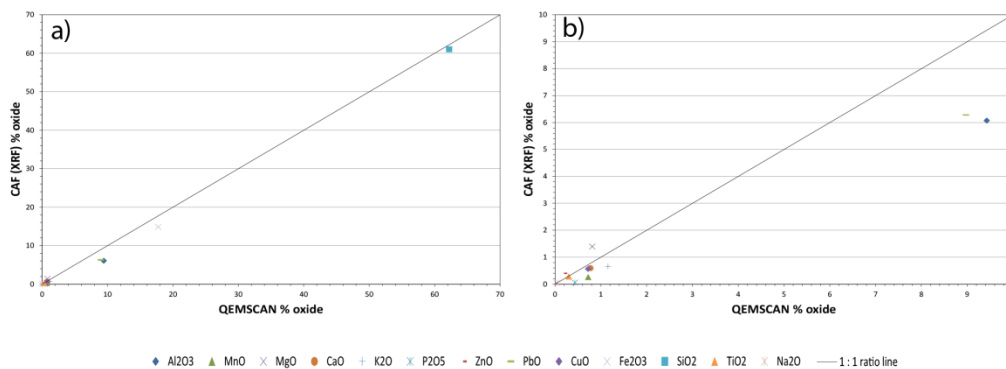 a)
CAF (XRF) % oxide
70
60
50
40
30
20
10
0
0 10 20 30 40 50 60 70
QEMSCAN % oxide
b)
CAF (XRF) % oxide
10
9
8
7
6
5
4
3
2
1
0
0 1 2 3 4 5 6 7 8 9
QEMSCAN % oxide
Al2O3 MnO MgO CaO K2O P2O5 ZnO PbO CuO Fe2O3 SiO2 TiO2 Na2O 1 : 1 ratio line